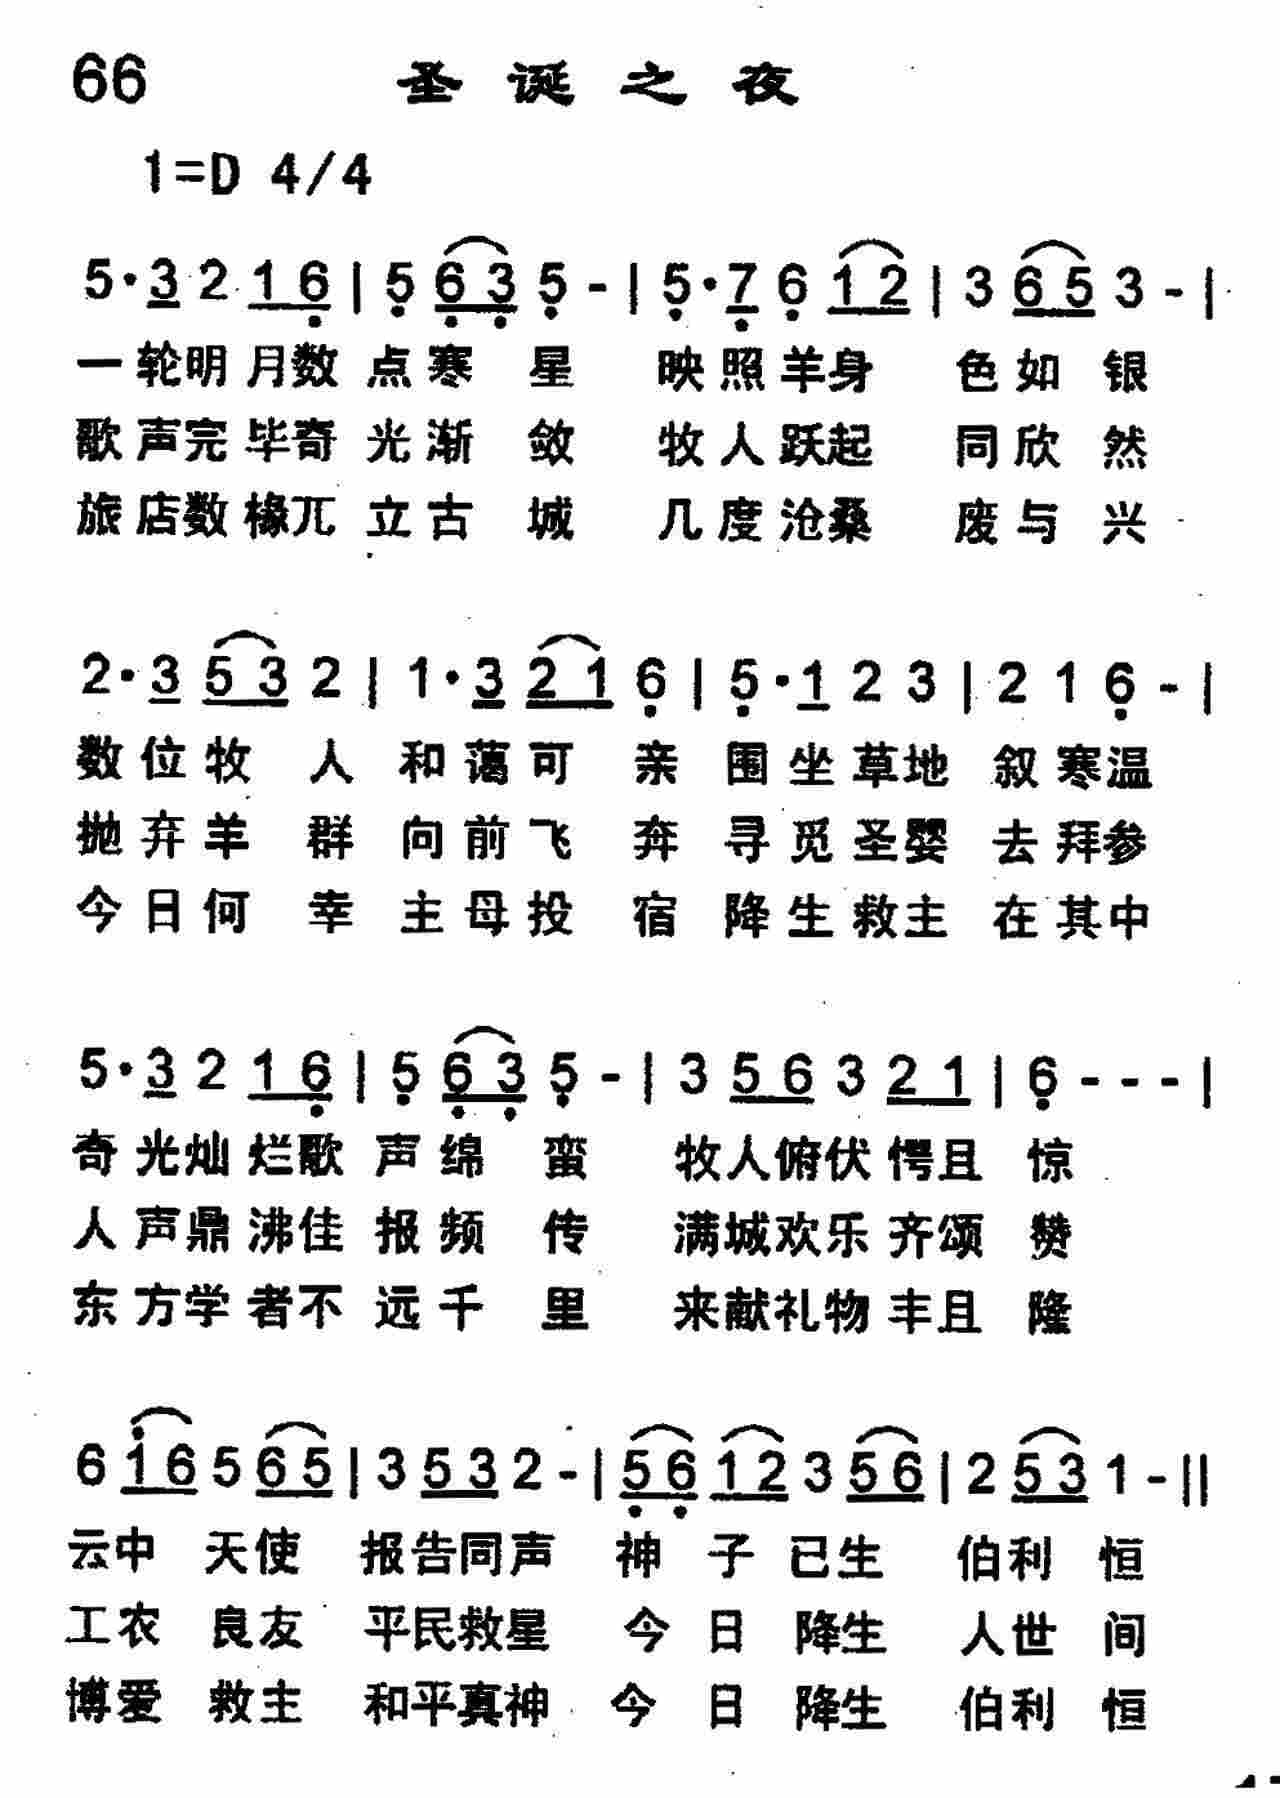 66 圣诞之夜
1=D 4/4
5·3 2 1 6 | 5 6 3 5 - | 5·7 6 1 2 | 3 6 5 3 - |
一轮明月数点寒星 映照羊身色如银
歌声完毕奇光渐敛 牧人跃起同欣然
旅店数椽兀立古城 几度沧桑废与兴
2·3 5 3 2 | 1·3 2 1 6 | 5·1 2 3 | 2 1 6 - |
数位牧人和蔼可亲围坐草地叙寒温
抛弃羊群向前飞奔寻觅圣婴去拜参
今日何幸主母投宿降生救主在其中
5·3 2 1 6 | 5 6 3 5 - | 3 5 6 3 2 1 | 6 - - - |
奇光灿烂歌声绵蛮 牧人俯伏愕且惊
人声鼎沸佳报频传 满城欢乐齐颂赞
东方学者不远千里 来献礼物丰且隆
6 1 6 5 6 5 | 3 5 3 2 - | 5 6 1 2 3 5 6 | 2 5 3 1 - ||
云中天使报告同声神子已生伯利恒
工农良友平民救星今日降生人世间
博爱救主和平真神今日降生伯利恒